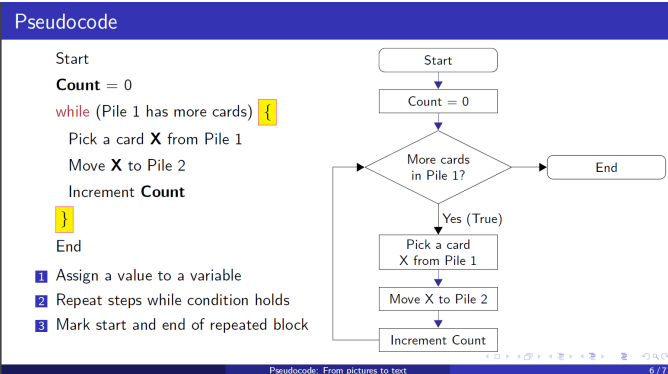 Pseudocode
Start
Count = 0
while (Pile 1 has more cards) {
Pick a card X from Pile 1
Move X to Pile 2
Increment Count
}
End
1 Assign a value to a variable
2 Repeat steps while condition holds
3 Mark start and end of repeated block
Start
Count = 0
More cards
in Pile 1?
End
Yes (True)
Pick a card
X from Pile 1
Move X to Pile 2
Increment Count
Pseudocode: From pictures to text
6 / 7